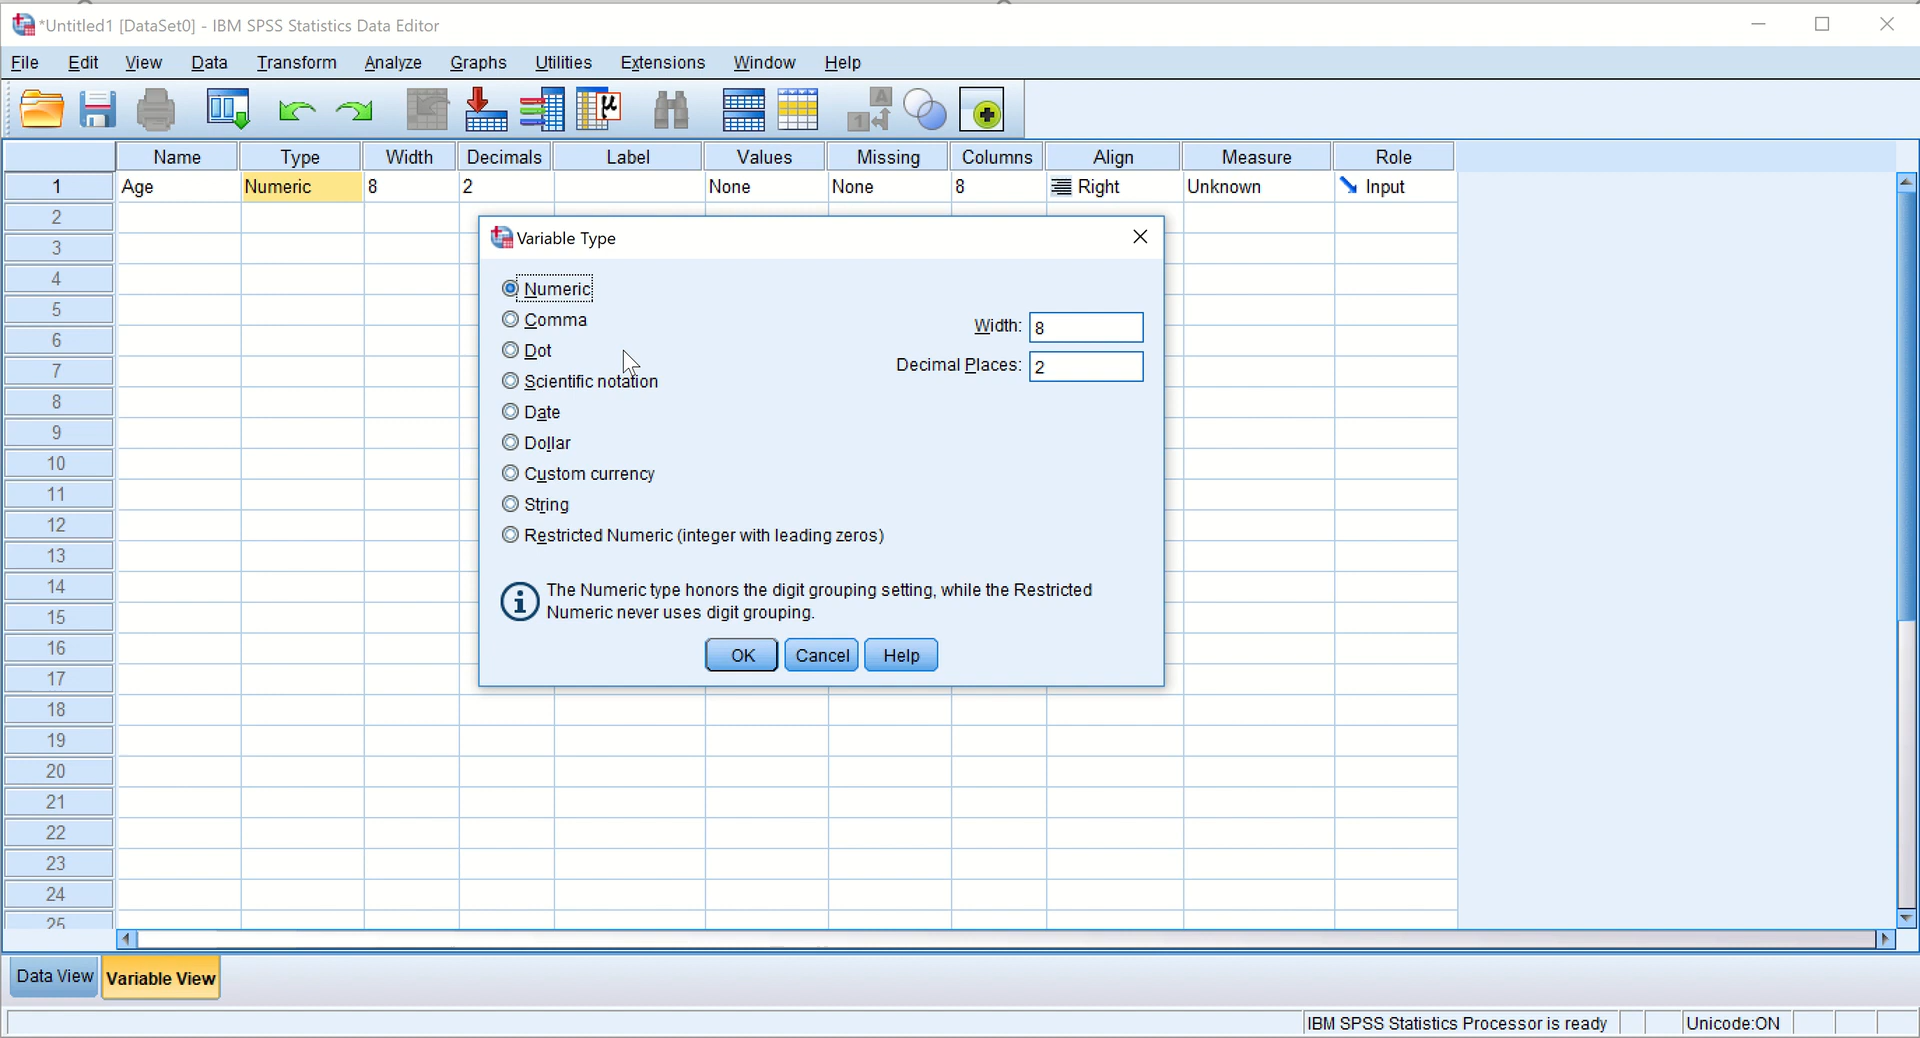 *Untitled1 [DataSet0] - IBM SPSS Statistics Data Editor
File Edit View Data Transform Analyze Graphs Utilities Extensions Window Help
Name Type Width Decimals Label Values Missing Columns Align Measure Role
1 Age Numeric 8 2 None None 8 Right Unknown Input
2
3
4
5
6
7
8
9
10
11
12
13
14
15
16
17
18
19
20
21
22
23
24
25
Variable Type
Numeric
Comma
Dot
Scientific notation
Date
Dollar
Custom currency
String
Restricted Numeric (integer with leading zeros)
Width: 8
Decimal Places: 2
The Numeric type honors the digit grouping setting, while the Restricted
Numeric never uses digit grouping.
OK Cancel Help
Data View Variable View
IBM SPSS Statistics Processor is ready Unicode:ON